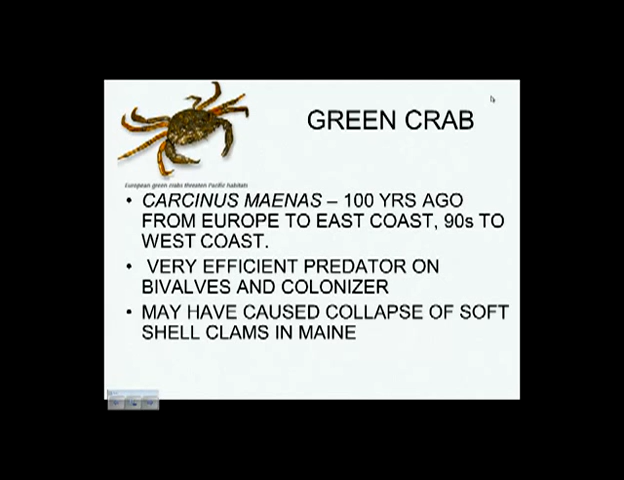 GREEN CRAB
European green crabs threaten Pacific habitats
• CARCINUS MAENAS – 100 YRS AGO
FROM EUROPE TO EAST COAST, 90s TO
WEST COAST.
• VERY EFFICIENT PREDATOR ON
BIVALVES AND COLONIZER
• MAY HAVE CAUSED COLLAPSE OF SOFT
SHELL CLAMS IN MAINE